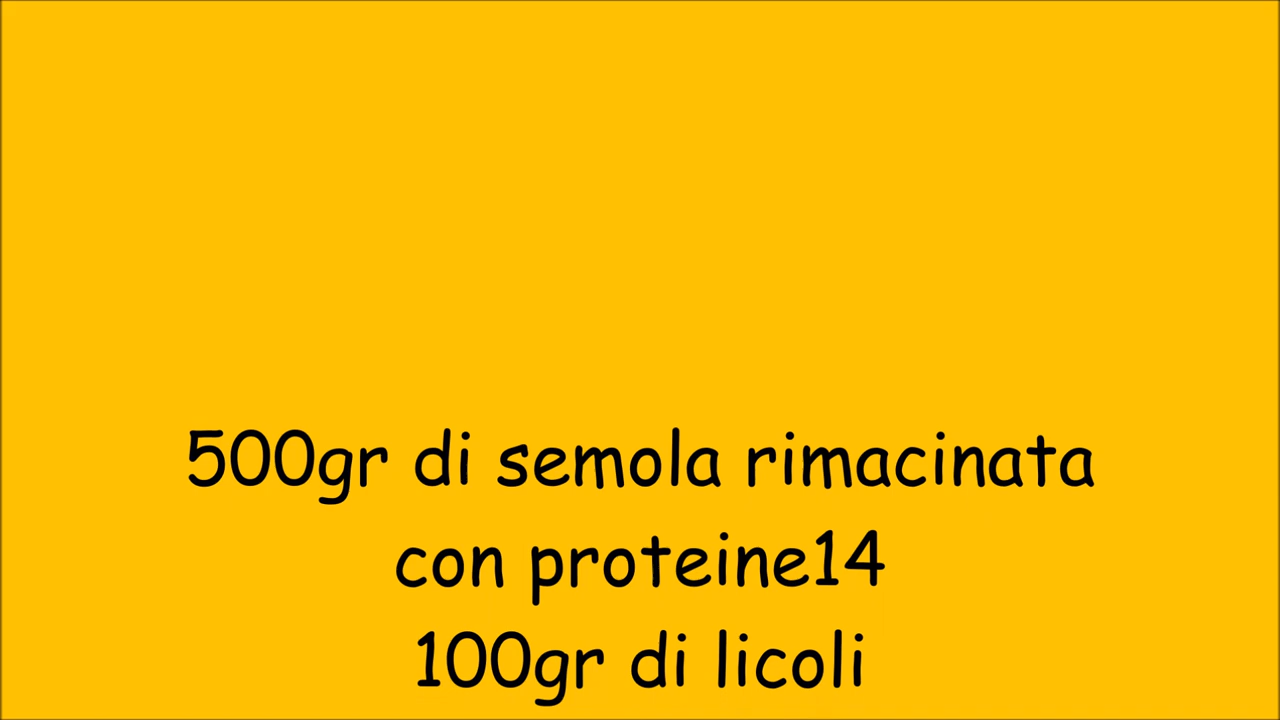 500gr di semola rimacinata
con proteine14
100gr di licoli